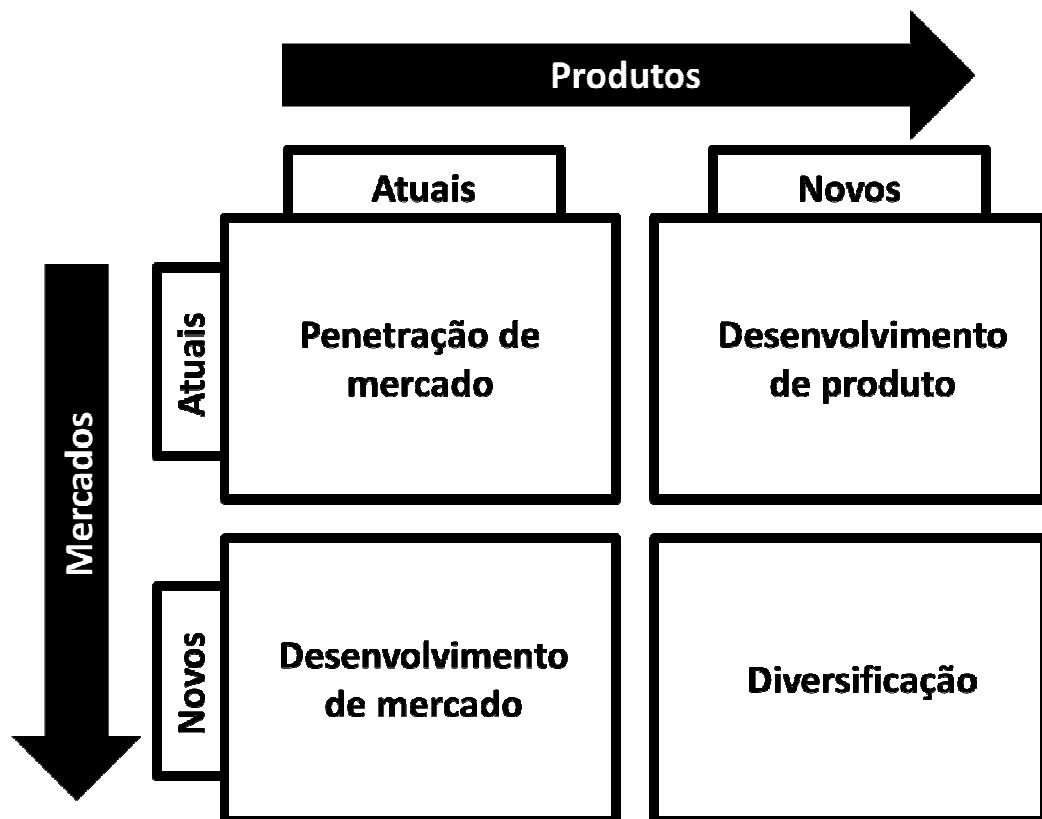 Produtos
Atuais
Novos
Mercados
Atuais
Penetração de
mercado
Desenvolvimento
de produto
Novos
Desenvolvimento
de mercado
Diversificação